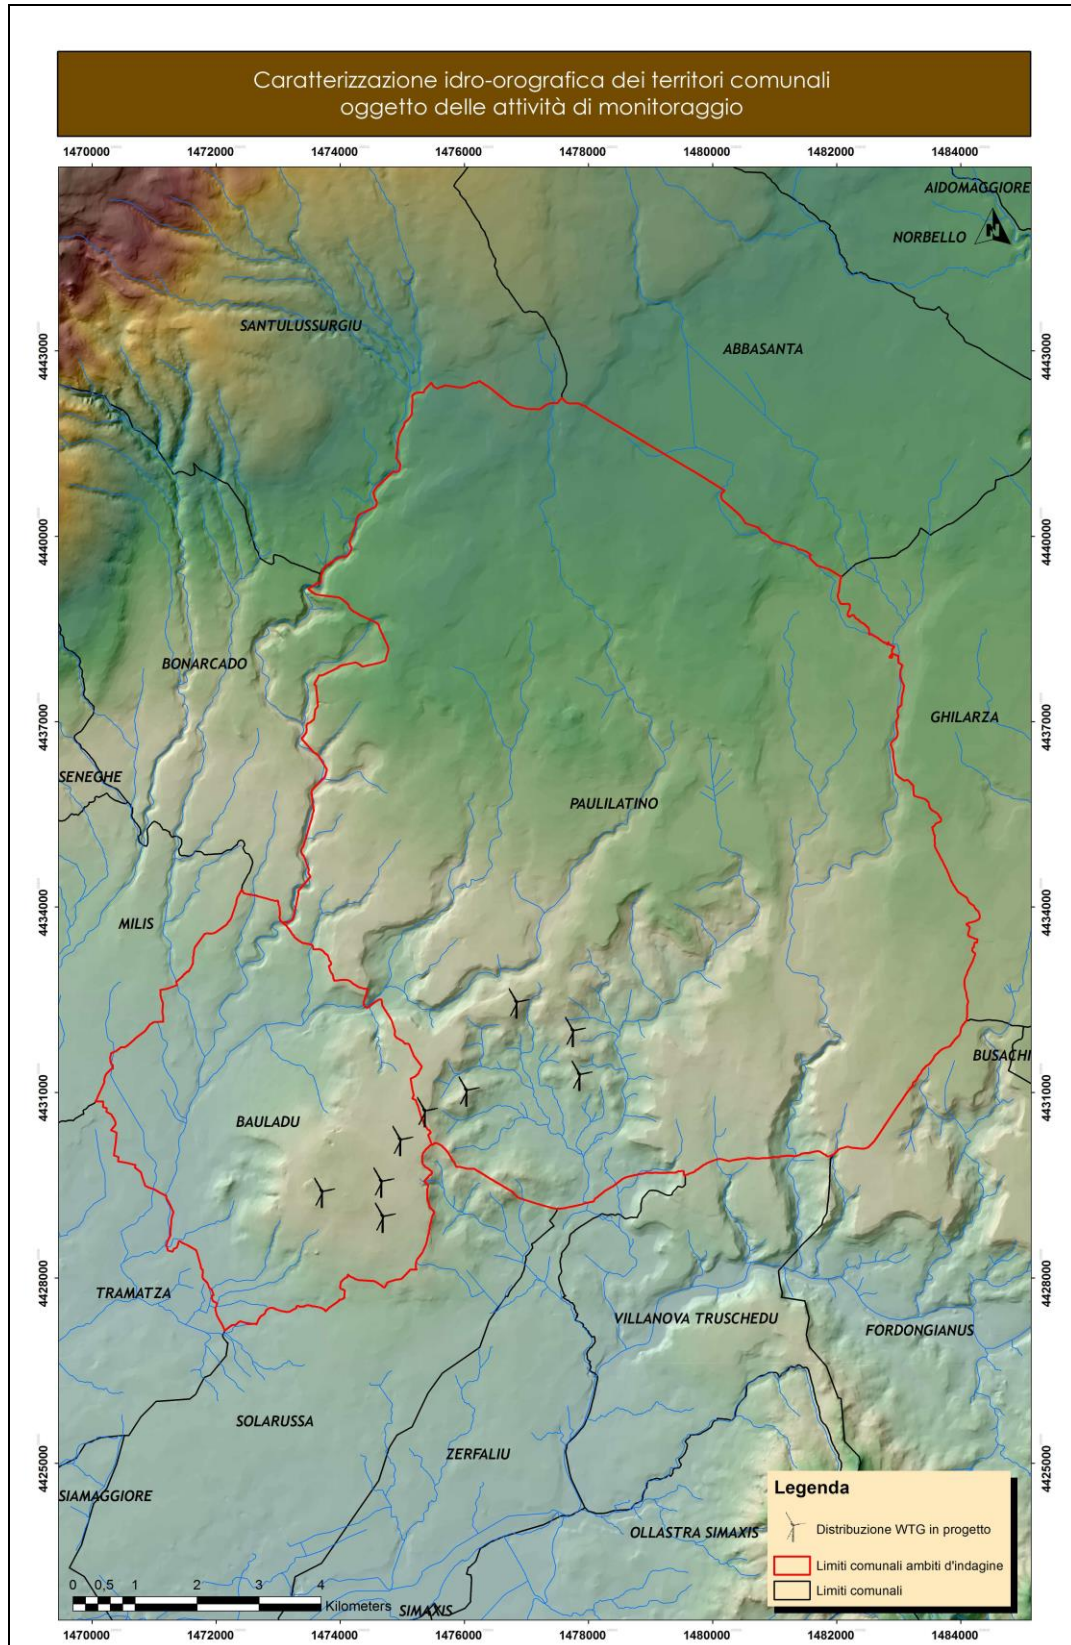 Caratterizzazione idro-orografica dei territori comunali
oggetto delle attività di monitoraggio
1470000 1472000 1474000 1476000 1478000 1480000 1482000 1484000
AIDOMAGGIORE
NORBELLO
N
SANTULUSSURGIU
ABBASANTA
4443000 4443000
4440000 4440000
BONARCADO
GHILARZA
4437000 4437000
SENEGHE
PAULILATINO
MILIS
4434000 4434000
BUSACHI
4431000 4431000
BAULADU
TRAMATZA
4428000 4428000
VILLANOVA TRUSCHEDU
FORDONGIANUS
SOLARUSSA
ZERFALIU
4425000 4425000
SIAMAGGIORE
OLLASTRA SIMAXIS
SIMAXIS
Legenda
Distribuzione WTG in progetto
Limiti comunali ambiti d'indagine
Limiti comunali
0 0,5 1 2 3 4
Kilometers
1470000 1472000 1474000 1476000 1478000 1480000 1482000 1484000